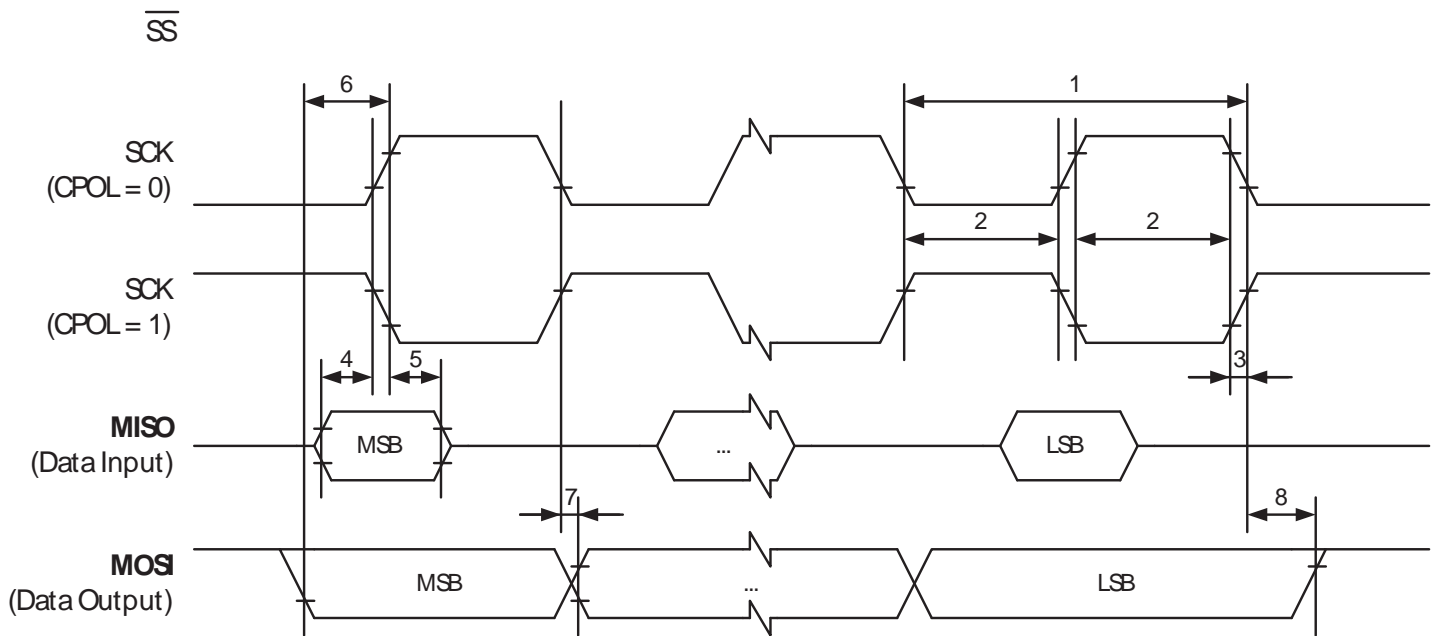 SS
6
1
SCK
(CPOL = 0)
2
2
SCK
(CPOL = 1)
4
5
3
MISO
(Data Input)
MSB
...
LSB
7
8
MOSI
(Data Output)
MSB
...
LSB